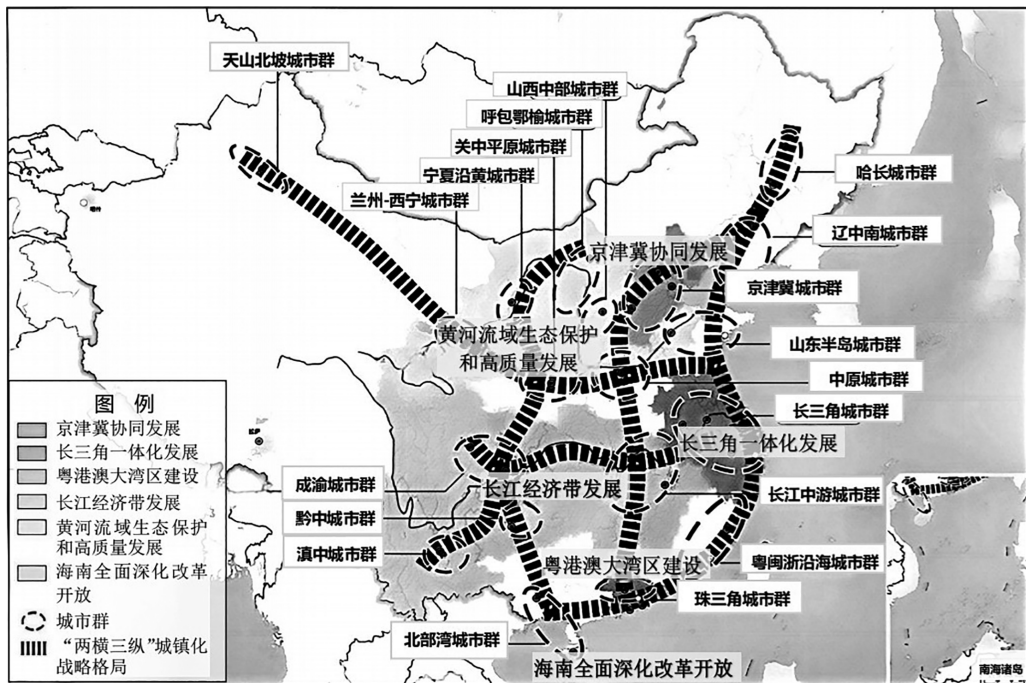 天山北坡城市群
山西中部城市群
呼包鄂榆城市群
关中平原城市群
宁夏沿黄城市群
兰州-西宁城市群
哈长城市群
辽中南城市群
京津冀协同发展
京津冀城市群
黄河流域生态保护
和高质量发展
山东半岛城市群
中原城市群
长三角城市群
长三角一体化发展
成渝城市群
长江经济带发展
长江中游城市群
黔中城市群
滇中城市群
粤港澳大湾区建设
粤闽浙沿海城市群
珠三角城市群
北部湾城市群
海南全面深化改革开放
图例
京津冀协同发展
长三角一体化发展
粤港澳大湾区建设
长江经济带发展
黄河流域生态保护
和高质量发展
海南全面深化改革
开放
城市群
“两横三纵”城镇化
战略格局
南海诸岛